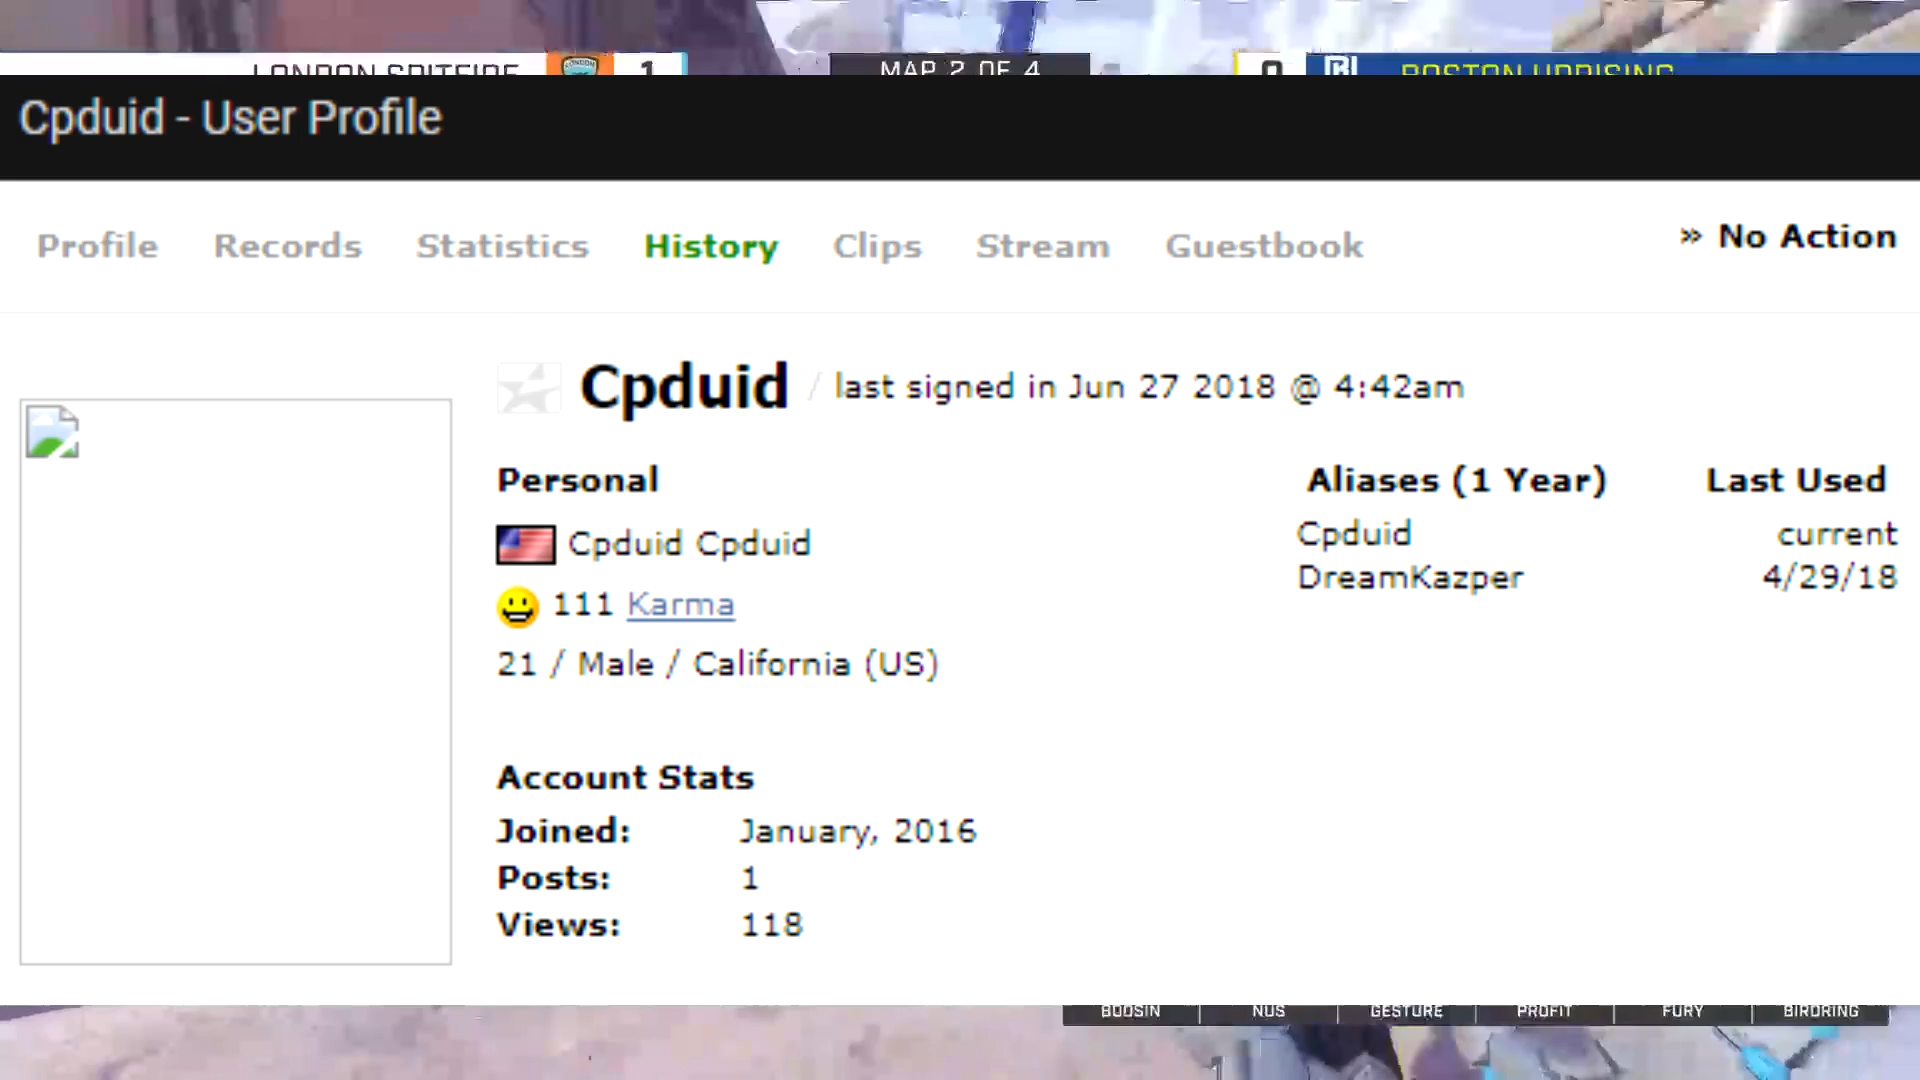 LONDON SPITFIRE 1 MAP 2 OF 4 0 BOSTON UPRISING
Cpduid - User Profile
Profile Records Statistics History Clips Stream Guestbook » No Action
Cpduid / last signed in Jun 27 2018 @ 4:42am
Personal
Cpduid Cpduid
111 Karma
21 / Male / California (US)
Aliases (1 Year) Last Used
Cpduid current
DreamKazper 4/29/18
Account Stats
Joined: January, 2016
Posts: 1
Views: 118
BDOSIN NUS GESTURE PROFIT FURY BIRDRING